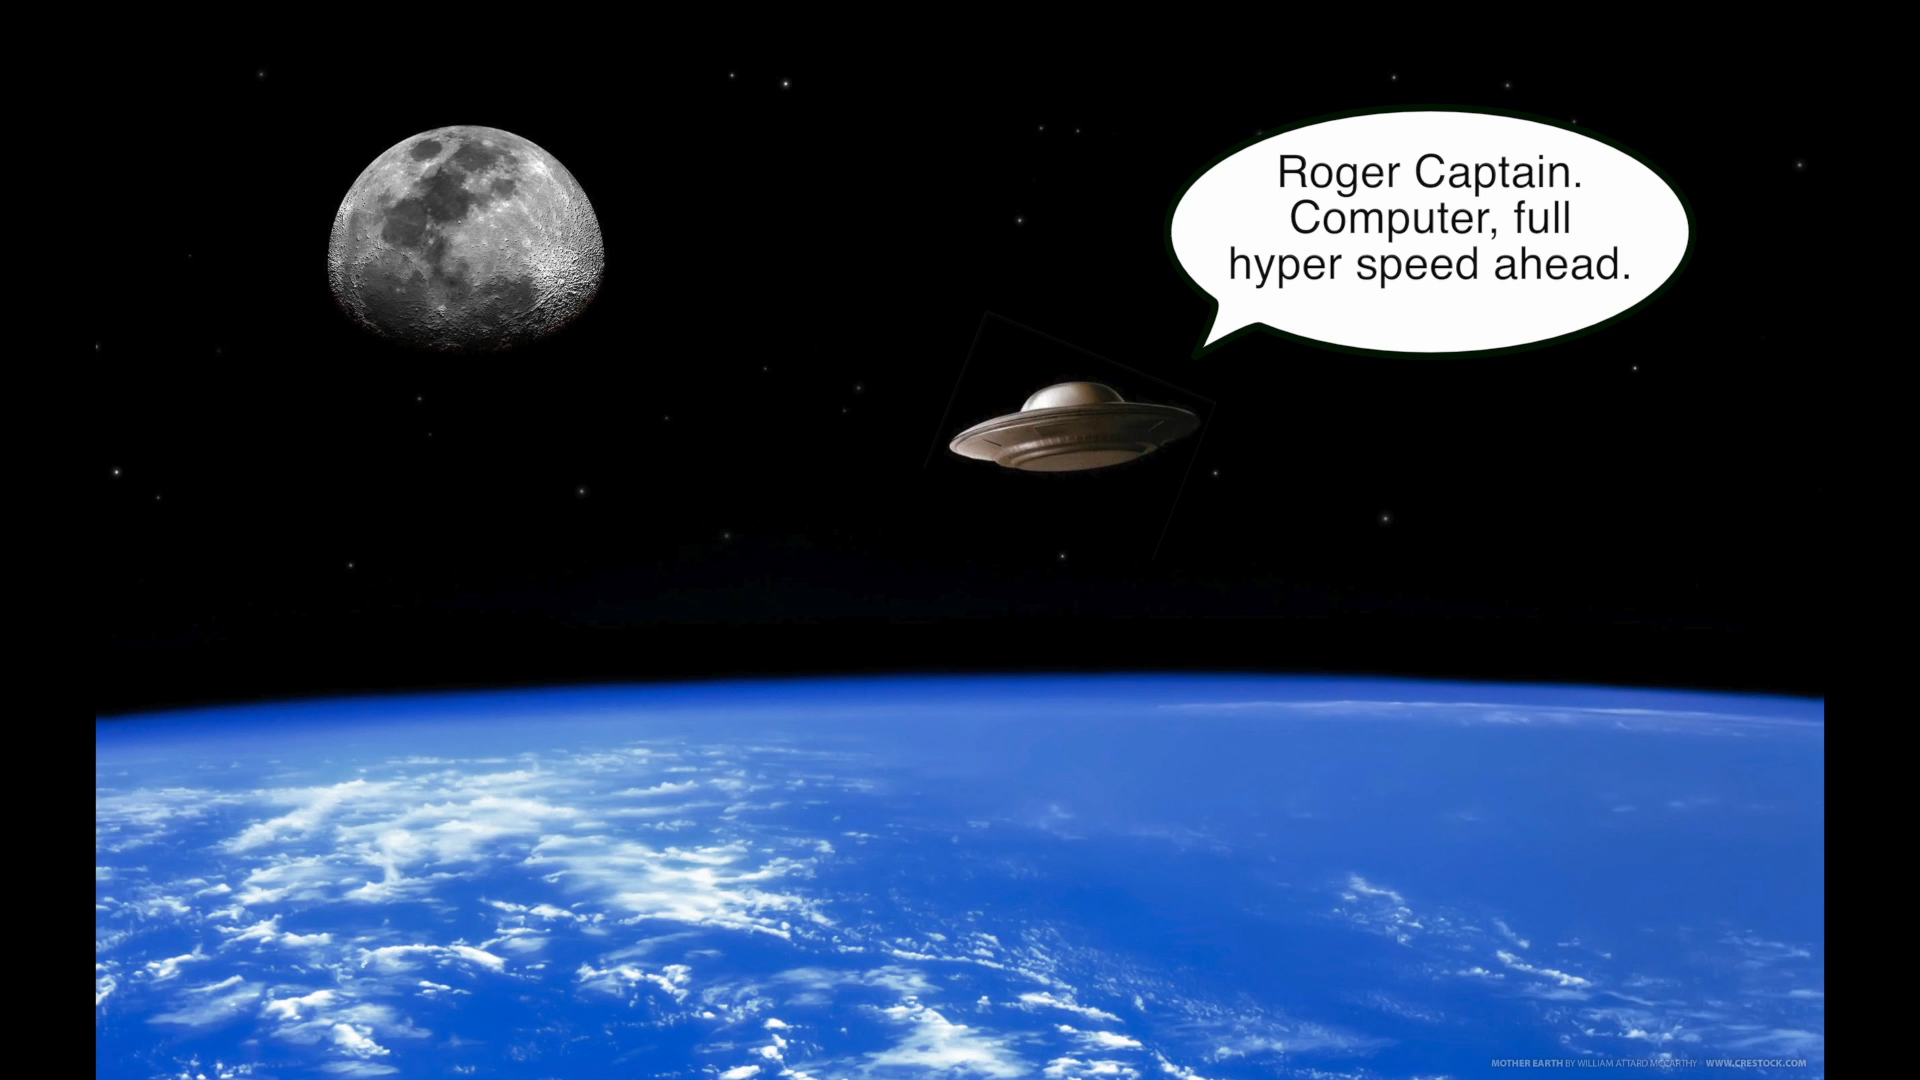 Roger Captain.
Computer, full
hyper speed ahead.
MOTHER EARTH BY WILLIAM ATTARD MCCARTHY - WWW.CRESTOCK.COM